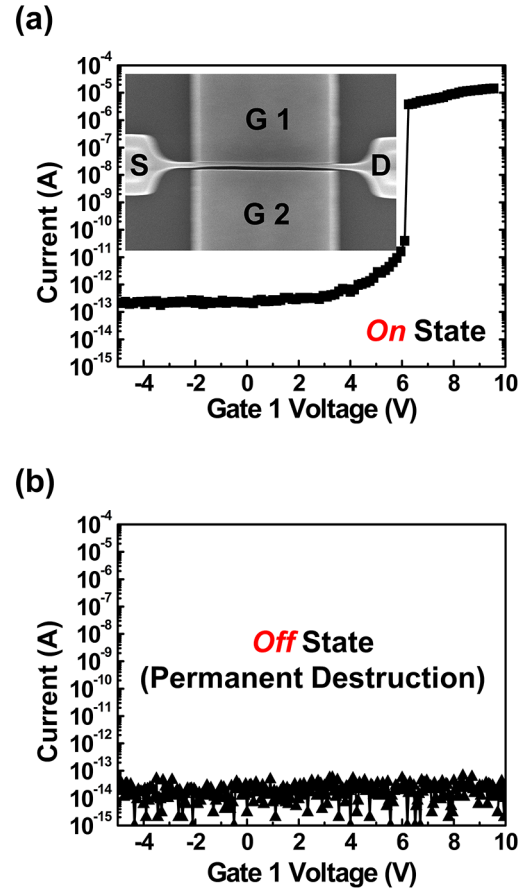 (a)
10⁻⁴
10⁻⁵
10⁻⁶
10⁻⁷
10⁻⁸
10⁻⁹
10⁻¹⁰
10⁻¹¹
10⁻¹²
10⁻¹³
10⁻¹⁴
10⁻¹⁵
Current (A)
G 1
S
D
G 2
On State
-4 -2 0 2 4 6 8 10
Gate 1 Voltage (V)
(b)
10⁻⁴
10⁻⁵
10⁻⁶
10⁻⁷
10⁻⁸
10⁻⁹
10⁻¹⁰
10⁻¹¹
10⁻¹²
10⁻¹³
10⁻¹⁴
10⁻¹⁵
Current (A)
Off State
(Permanent Destruction)
-4 -2 0 2 4 6 8 10
Gate 1 Voltage (V)